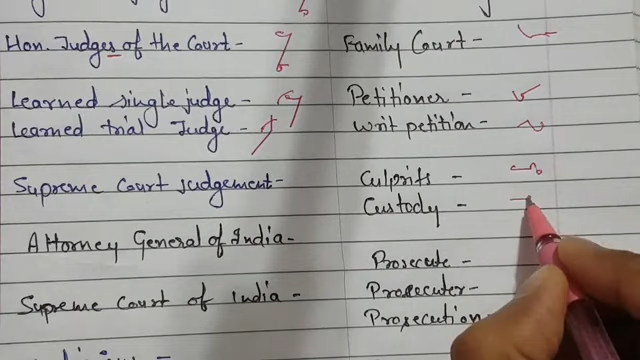 Hon. Judges of the Court -
Learned single judge -
Learned trial Judge -
Supreme Court judgement -
Attorney General of India -
Supreme Court of India -
Family Court -
Petitioner -
Writ petition -
Culprits -
Custody -
Prosecute -
Prosecuter -
Prosecution